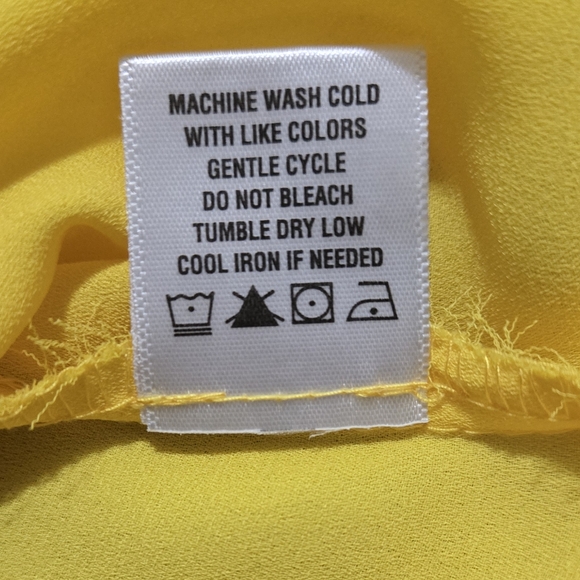 MACHINE WASH COLD
WITH LIKE COLORS
GENTLE CYCLE
DO NOT BLEACH
TUMBLE DRY LOW
COOL IRON IF NEEDED